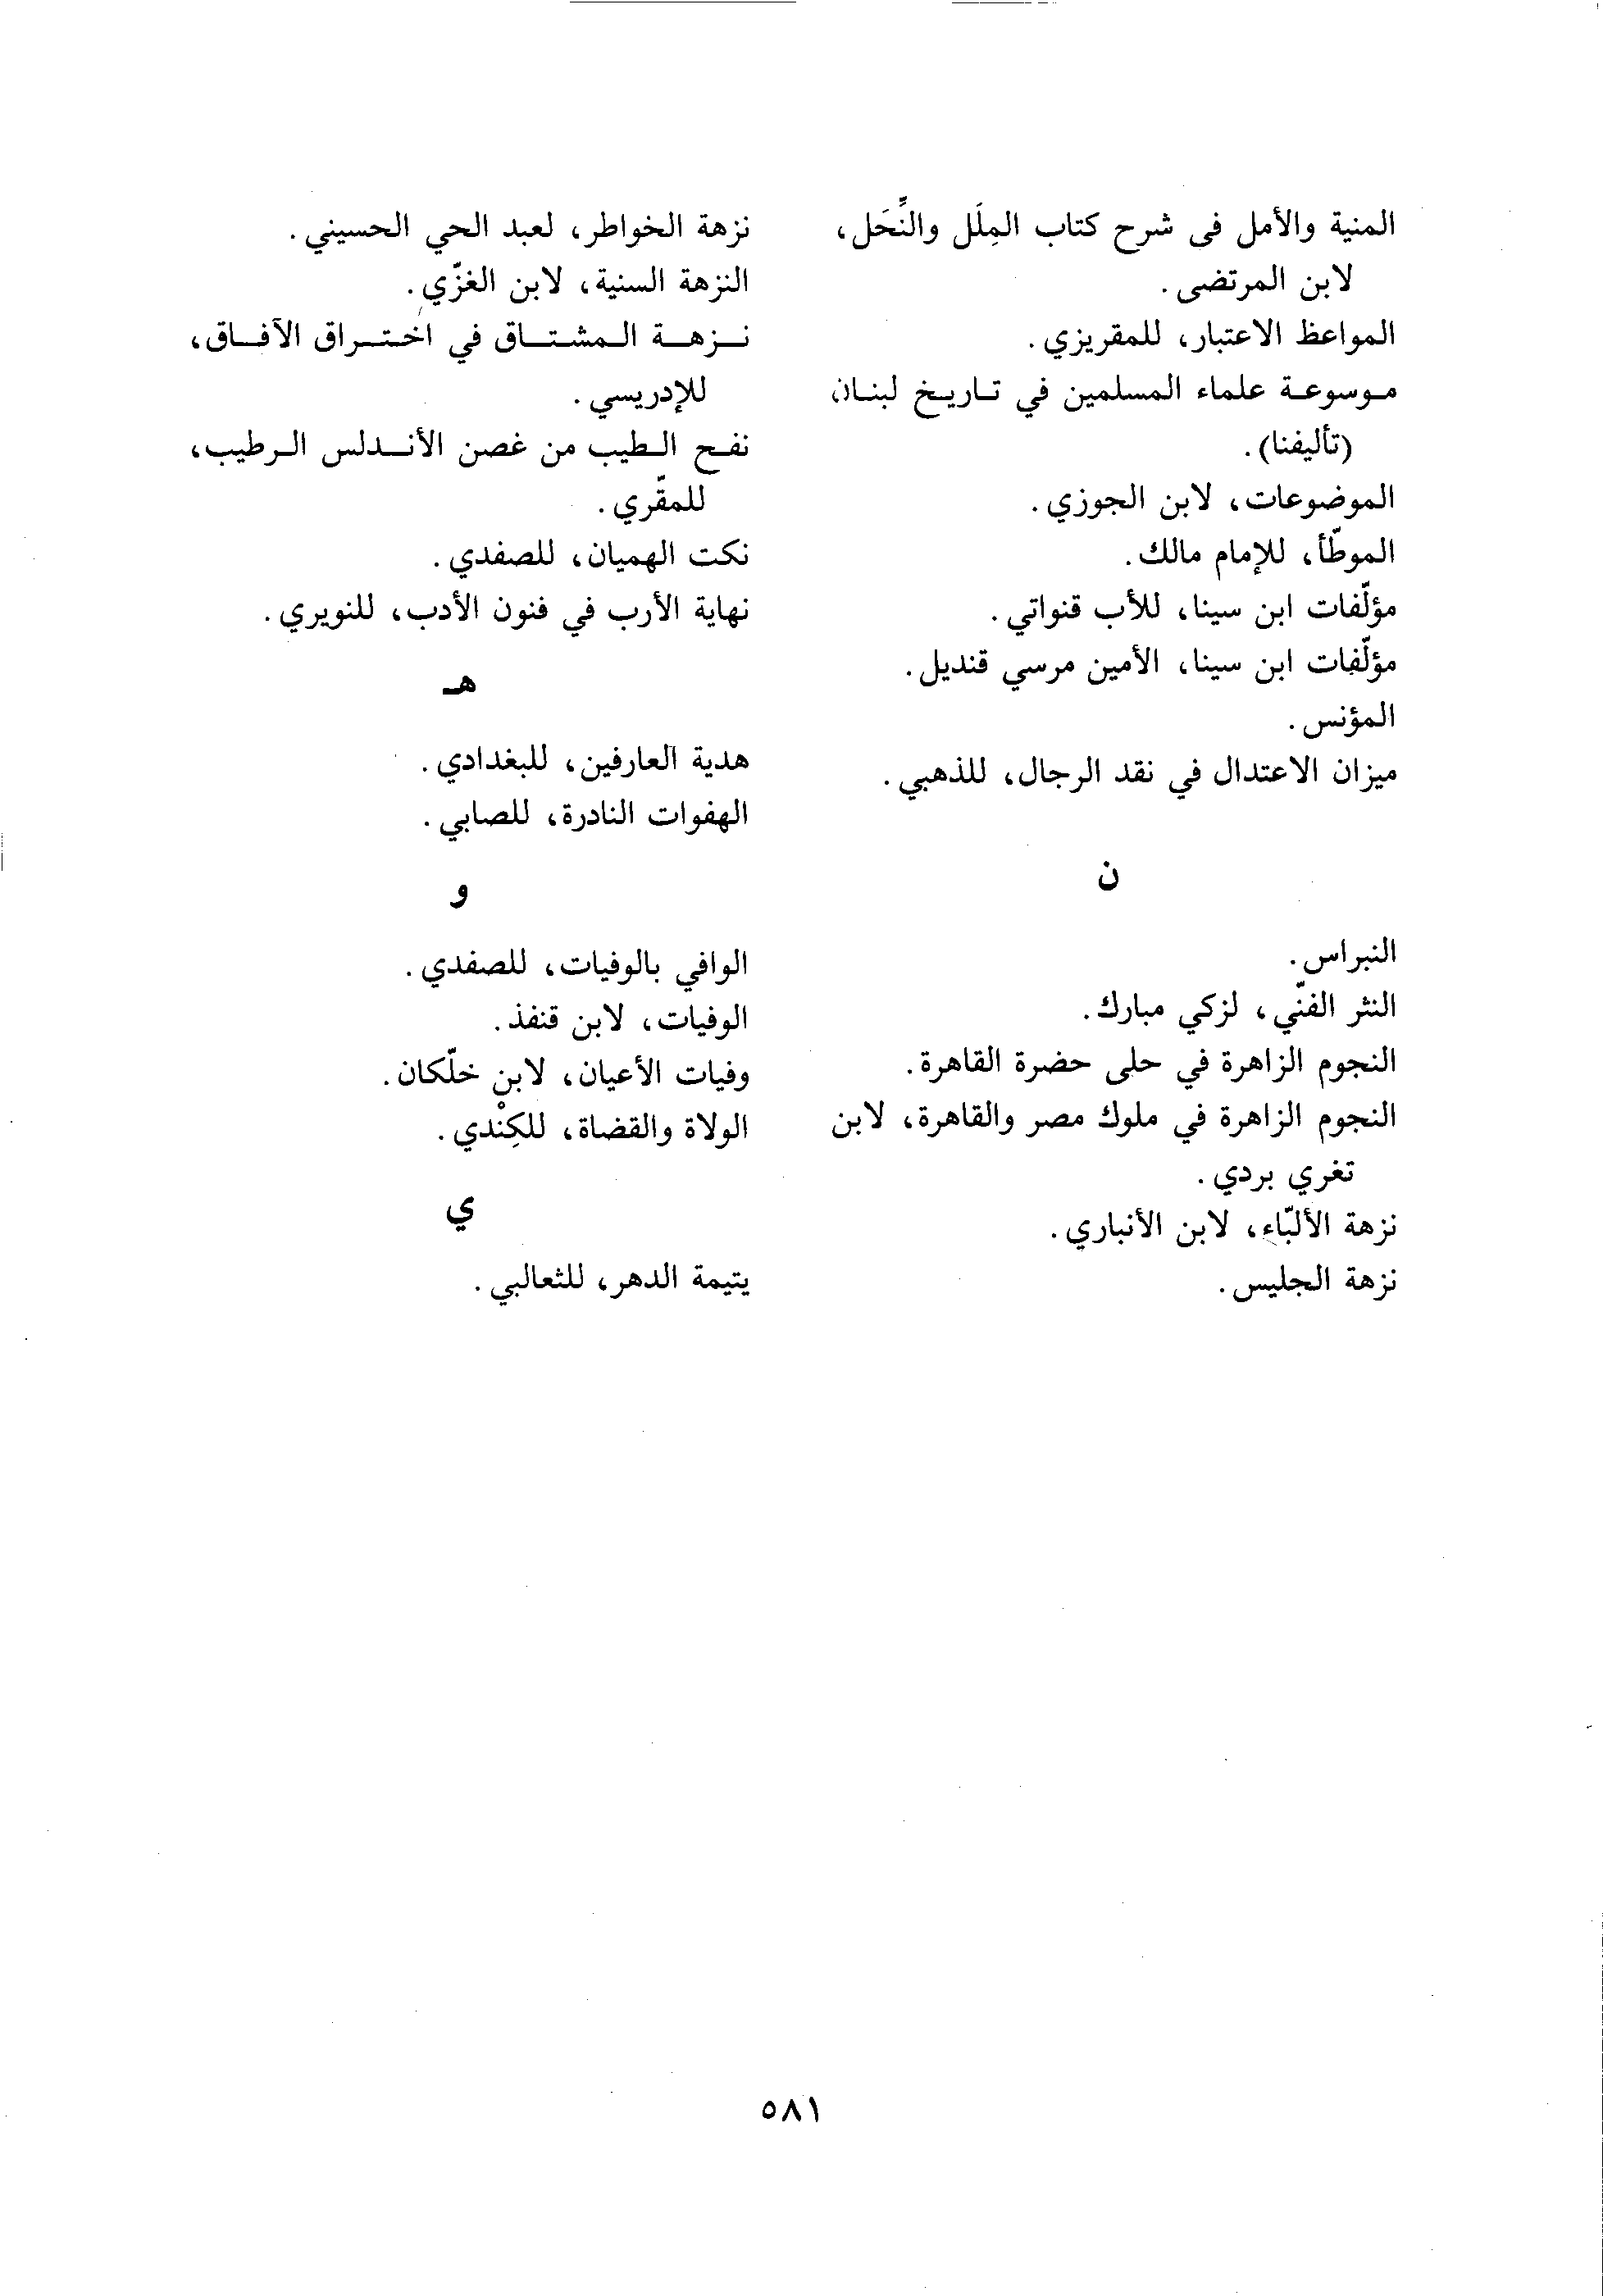 المنية والأمل فى شرح كتاب المِلَل والنِّحَل،
لابن المرتضى.
المواعظ الاعتبار، للمقريزي.
موسوعة علماء المسلمين في تاريخ لبنان
(تأليفنا).
الموضوعات، لابن الجوزي.
الموطّأ، للإمام مالك.
مؤلّفات ابن سينا، للأب قنواتي.
مؤلّفات ابن سينا، الأمين مرسي قنديل.
المؤنس.
ميزان الاعتدال في نقد الرجال، للذهبي.
ن
النبراس.
النثر الفنّي، لزكي مبارك.
النجوم الزاهرة في حلى حضرة القاهرة.
النجوم الزاهرة في ملوك مصر والقاهرة، لابن
تغري بردي.
نزهة الألبّاء، لابن الأنباري.
نزهة الجليس.
نزهة الخواطر، لعبد الحي الحسيني.
النزهة السنية، لابن الغزّي.
نزهة المشتاق في اختراق الآفاق،
للإدريسي.
نفح الطيب من غصن الأندلس الرطيب،
للمقّري.
نكت الهميان، للصفدي.
نهاية الأرب في فنون الأدب، للنويري.
هـ
هدية العارفين، للبغدادي.
الهفوات النادرة، للصابي.
و
الوافي بالوفيات، للصفدي.
الوفيات، لابن قنفذ.
وفيات الأعيان، لابن خلّكان.
الولاة والقضاة، للكِنْدي.
ي
يتيمة الدهر، للثعالبي.
٥٨١